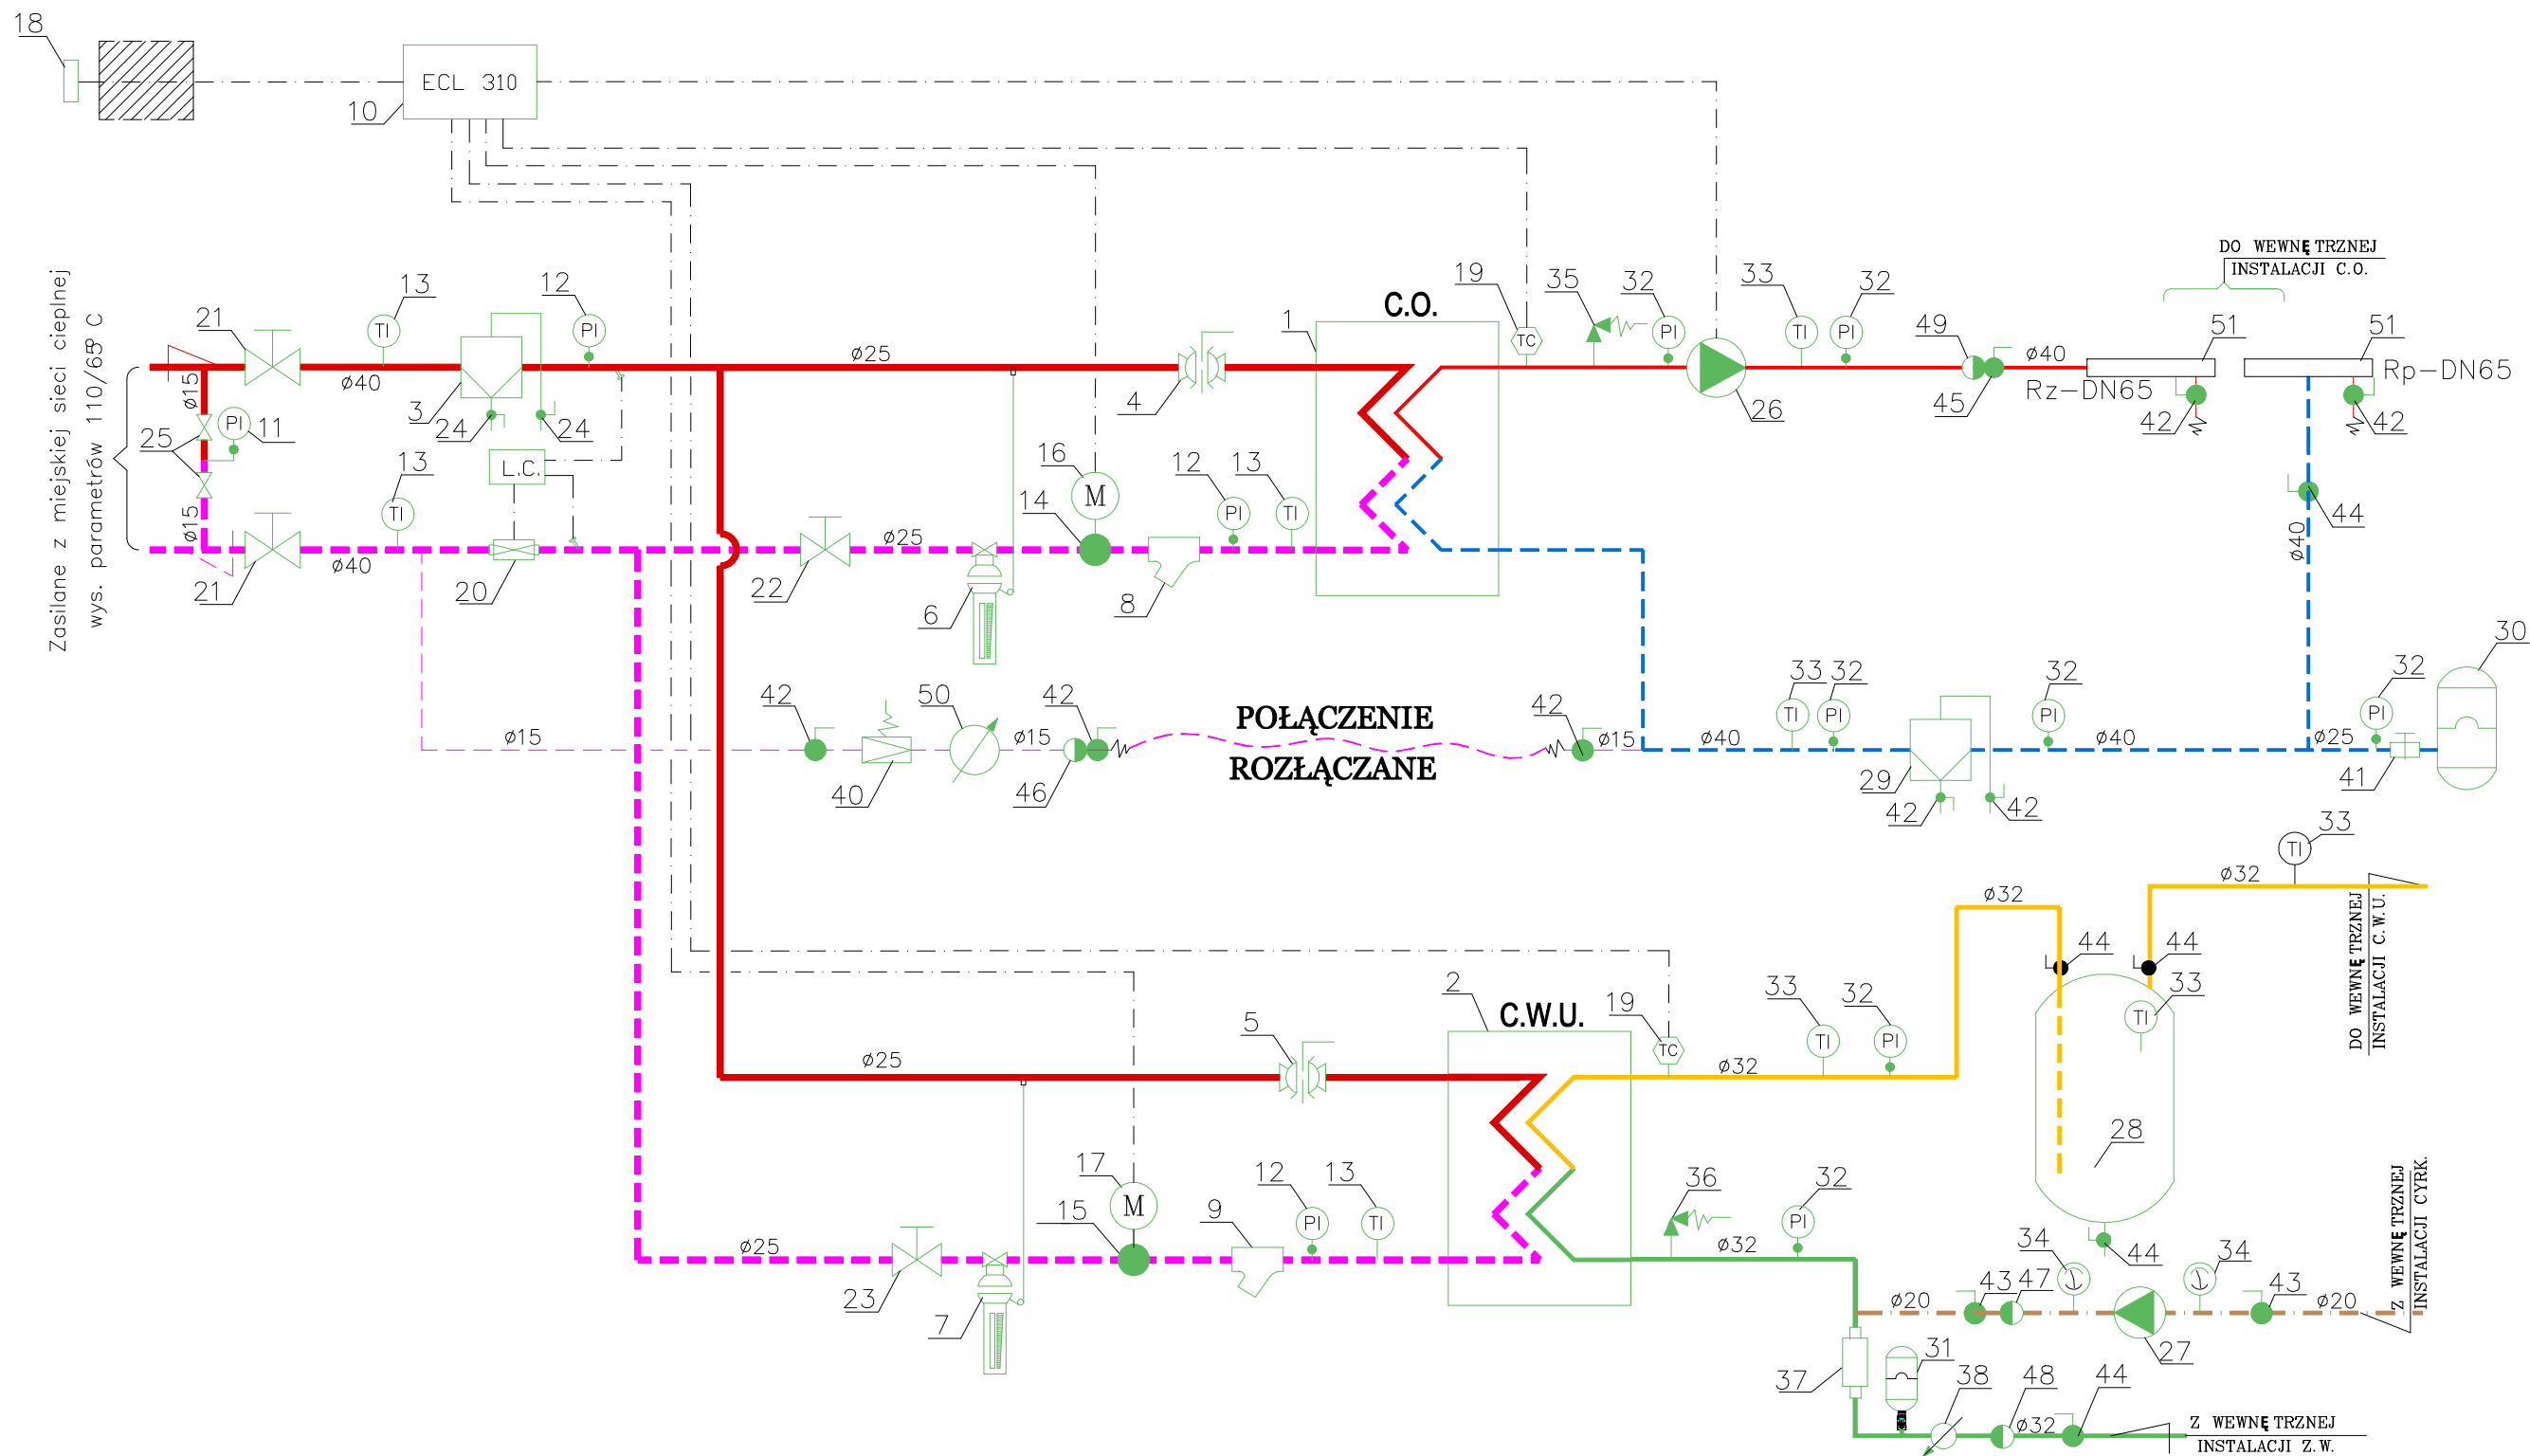 18
ECL 310
10
DO WEWNĘTRZNEJ
INSTALACJI C.O.
Zasilane z miejskiej sieci cieplnej
wys. parametrów 110/65° C
21
13
TI
12
PI
ø40
3
24
24
ø15
25
PI
11
L.C.
13
TI
ø15
21
ø40
20
ø25
4
1
C.O.
16
M
14
12
PI
13
TI
22
ø25
6
8
19
TC
35
32
PI
26
33
TI
32
PI
49
45
ø40
Rz-DN65
51
42
51
Rp-DN65
42
44
ø40
ø15
42
40
50
ø15
42
46
POŁĄCZENIE
ROZŁĄCZANE
42
ø15
ø40
33
TI
32
PI
29
42
42
32
PI
ø40
ø25
32
PI
41
30
ø25
5
2
C.W.U.
19
TC
ø32
33
TI
32
PI
ø32
44
44
33
TI
28
44
ø32
33
TI
DO WEWNĘTRZNEJ
INSTALACJI C.W.U.
ø25
23
7
17
M
15
9
12
PI
13
TI
36
ø32
32
PI
ø20
43
47
34
27
34
43
ø20
Z WEWNĘTRZNEJ
INSTALACJI CYRK.
37
31
38
48
ø32
44
Z WEWNĘTRZNEJ
INSTALACJI Z.W.